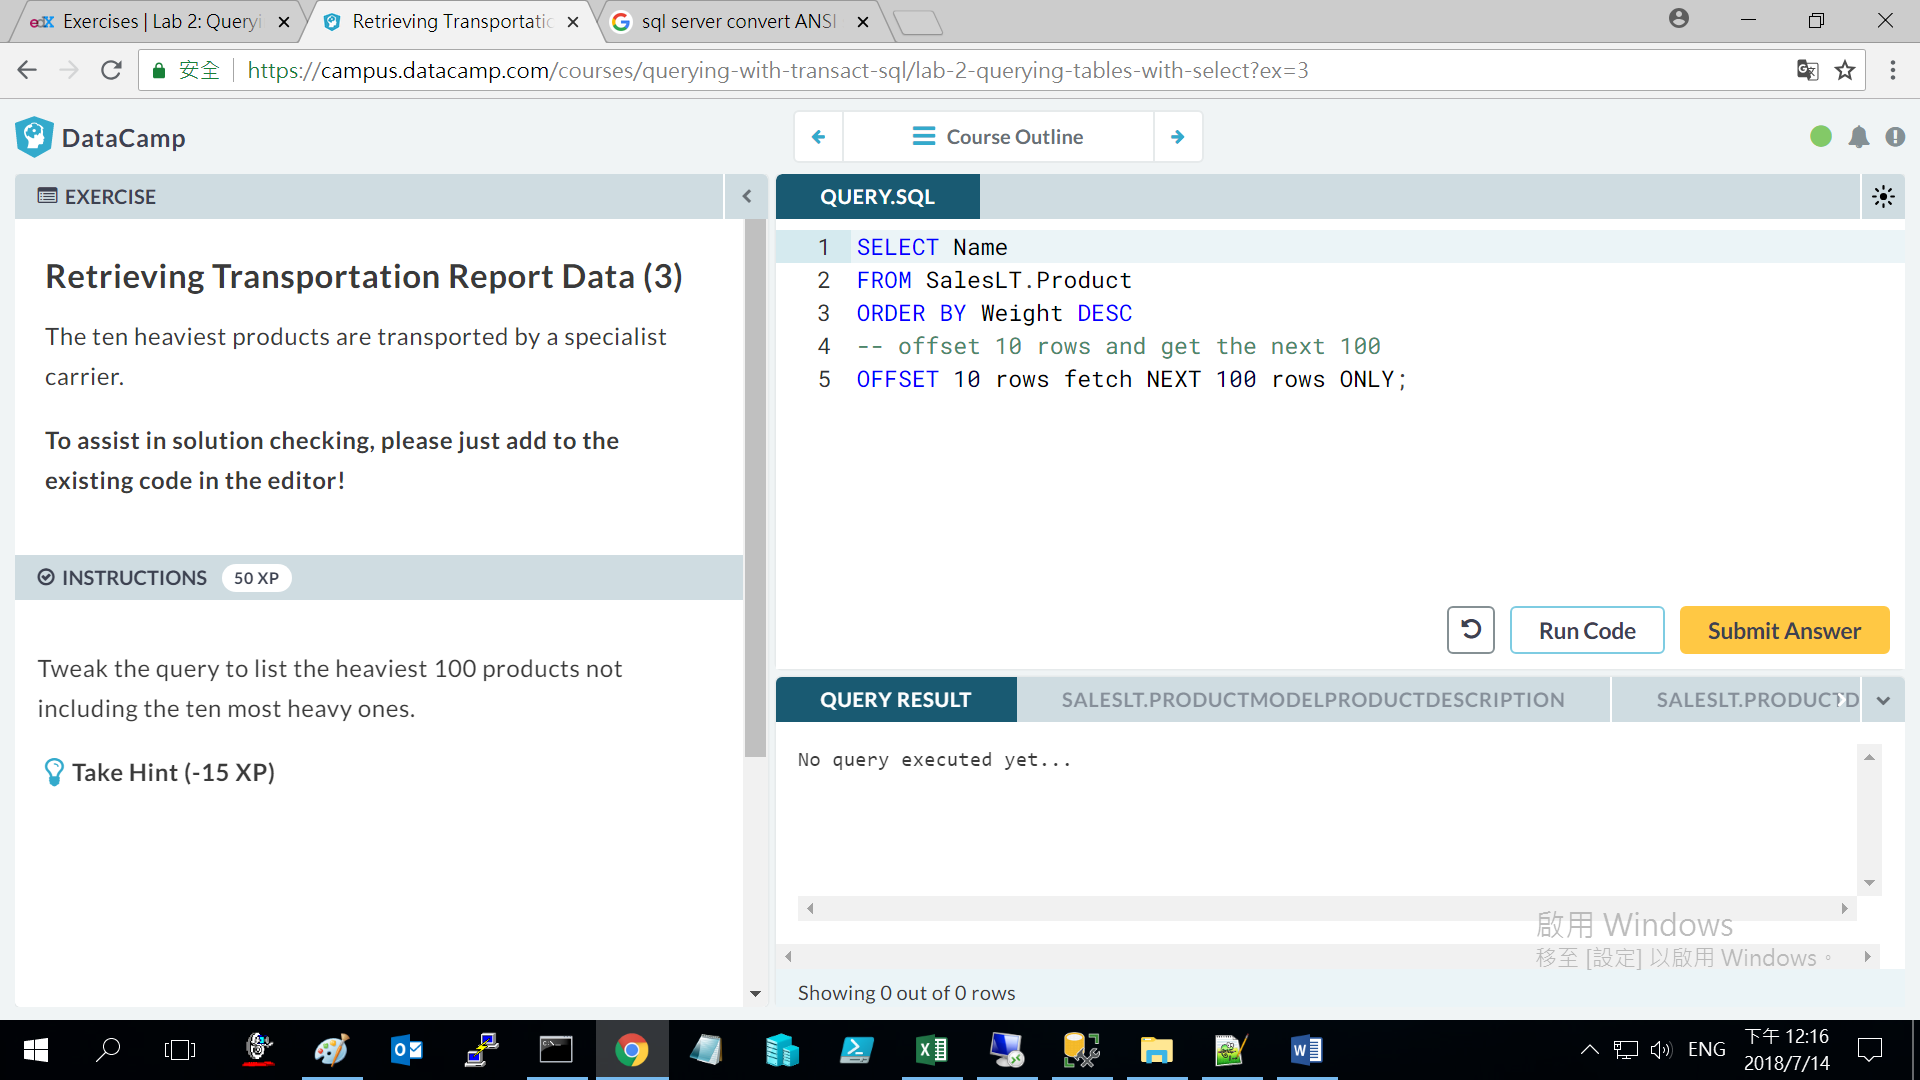 edX Exercises | Lab 2: Queryi
Retrieving Transportatic
sql server convert ANSI
安全 https://campus.datacamp.com/courses/querying-with-transact-sql/lab-2-querying-tables-with-select?ex=3
DataCamp
Course Outline
EXERCISE
Retrieving Transportation Report Data (3)
The ten heaviest products are transported by a specialist
carrier.
To assist in solution checking, please just add to the
existing code in the editor!
INSTRUCTIONS 50 XP
Tweak the query to list the heaviest 100 products not
including the ten most heavy ones.
Take Hint (-15 XP)
QUERY.SQL
1 SELECT Name
2 FROM SalesLT.Product
3 ORDER BY Weight DESC
4 -- offset 10 rows and get the next 100
5 OFFSET 10 rows fetch NEXT 100 rows ONLY;
Run Code
Submit Answer
QUERY RESULT
SALESLT.PRODUCTMODELPRODUCTDESCRIPTION
SALESLT.PRODUCTD
No query executed yet...
Showing 0 out of 0 rows
啟用 Windows
移至 [設定] 以啟用 Windows。
ENG
下午 12:16
2018/7/14